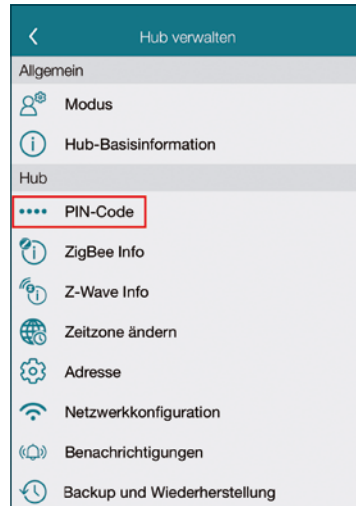 Hub verwalten
Allgemein
Modus
Hub-Basisinformation
Hub
PIN-Code
ZigBee Info
Z-Wave Info
Zeitzone ändern
Adresse
Netzwerkkonfiguration
Benachrichtigungen
Backup und Wiederherstellung